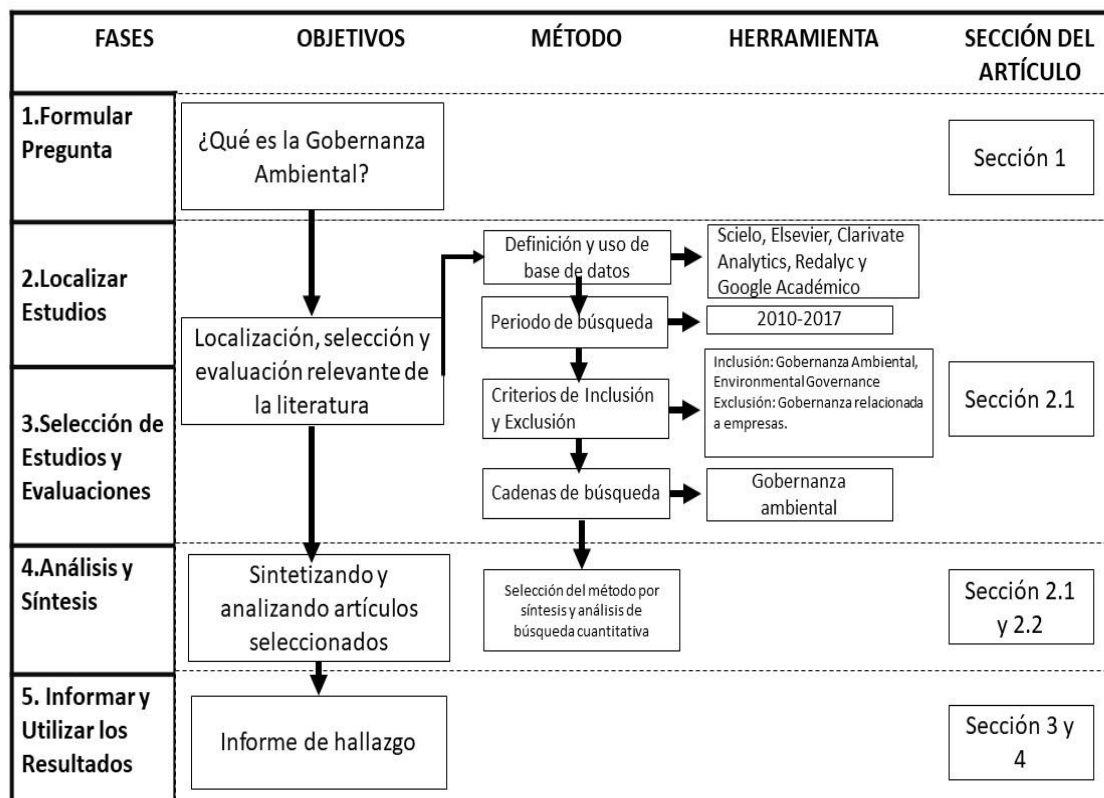 FASES
OBJETIVOS
MÉTODO
HERRAMIENTA
SECCIÓN DEL
ARTÍCULO
1.Formular
Pregunta
¿Qué es la Gobernanza
Ambiental?
Sección 1
2.Localizar
Estudios
3.Selección de
Estudios y
Evaluaciones
Localización, selección y
evaluación relevante de
la literatura
Definición y uso de
base de datos
Scielo, Elsevier, Clarivate
Analytics, Redalyc y
Google Académico
Periodo de búsqueda
2010-2017
Criterios de Inclusión
y Exclusión
Inclusión: Gobernanza Ambiental,
Environmental Governance
Exclusión: Gobernanza relacionada
a empresas.
Cadenas de búsqueda
Gobernanza
ambiental
Sección 2.1
4.Análisis y
Síntesis
Sintetizando y
analizando artículos
seleccionados
Selección del método por
síntesis y análisis de
búsqueda cuantitativa
Sección 2.1
y 2.2
5. Informar y
Utilizar los
Resultados
Informe de hallazgo
Sección 3 y
4